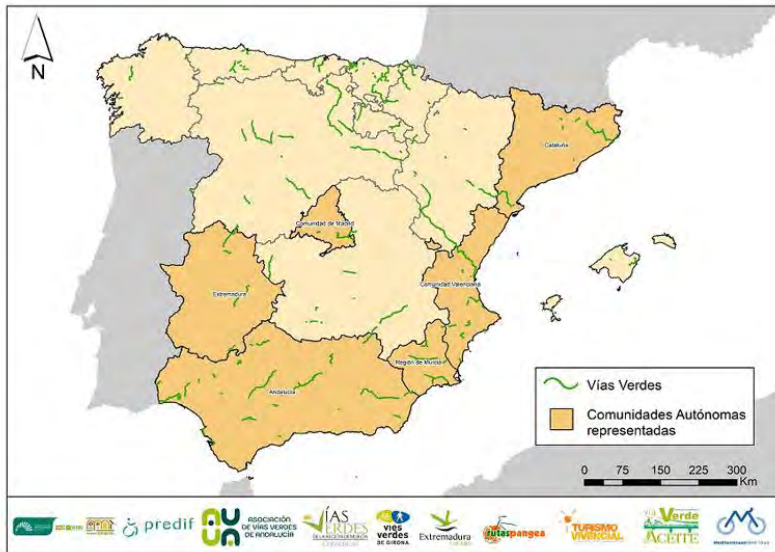 N
Cataluña
Comunidad de Madrid
Extremadura
Comunidad Valenciana
Región de Murcia
Andalucía
Vías Verdes
Comunidades Autónomas
representadas
0 75 150 225 300
Km
predif
ASOCIACIÓN
DE VÍAS VERDES
DE ANDALUCÍA
VÍAS
VERDES
VIES
VERDES
DE GIRONA
Extremadura
rutaspangea
TURISMO
VIVENCIAL
Vía Verde
ACEITE